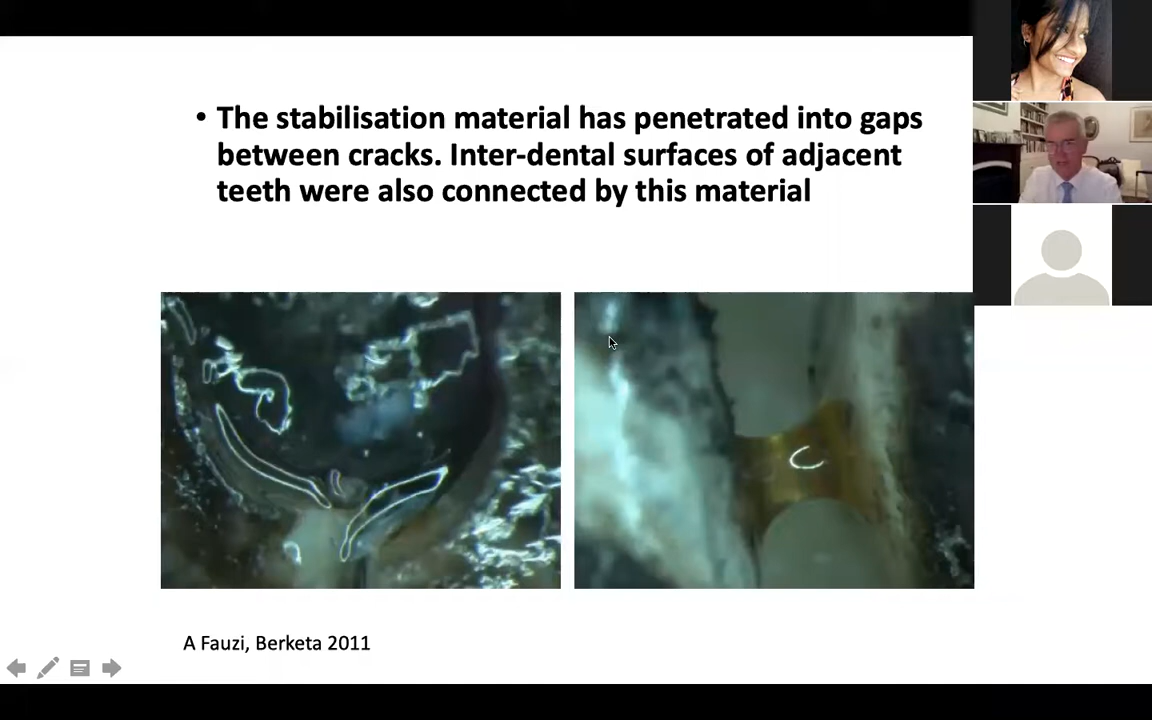 • The stabilisation material has penetrated into gaps
between cracks. Inter-dental surfaces of adjacent
teeth were also connected by this material
A Fauzi, Berketa 2011